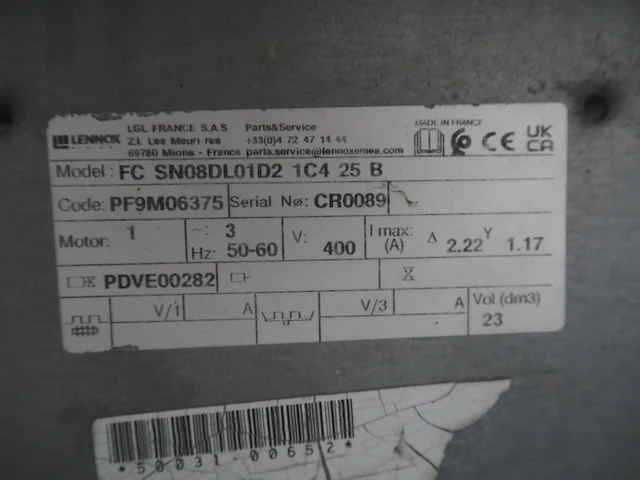 LENNOX LGL FRANCE S.A.S Parts&Service MADE IN FRANCE
Z.I. Les Meuri res +33(0)4 72 47 14 44 CE UK CA
69780 Mions - France parts.service@lennoxemea.com
Model: FC SN08DL01D2 1C4 25 B
Code: PF9M06375 Serial Nø: CR0089
Motor: 1 ~: 3 Hz: 50-60 V: 400 I max: (A) Δ 2.22 Y 1.17
PDVE00282
V/1 A V/3 A Vol (dm3)
23
*50031 00652*